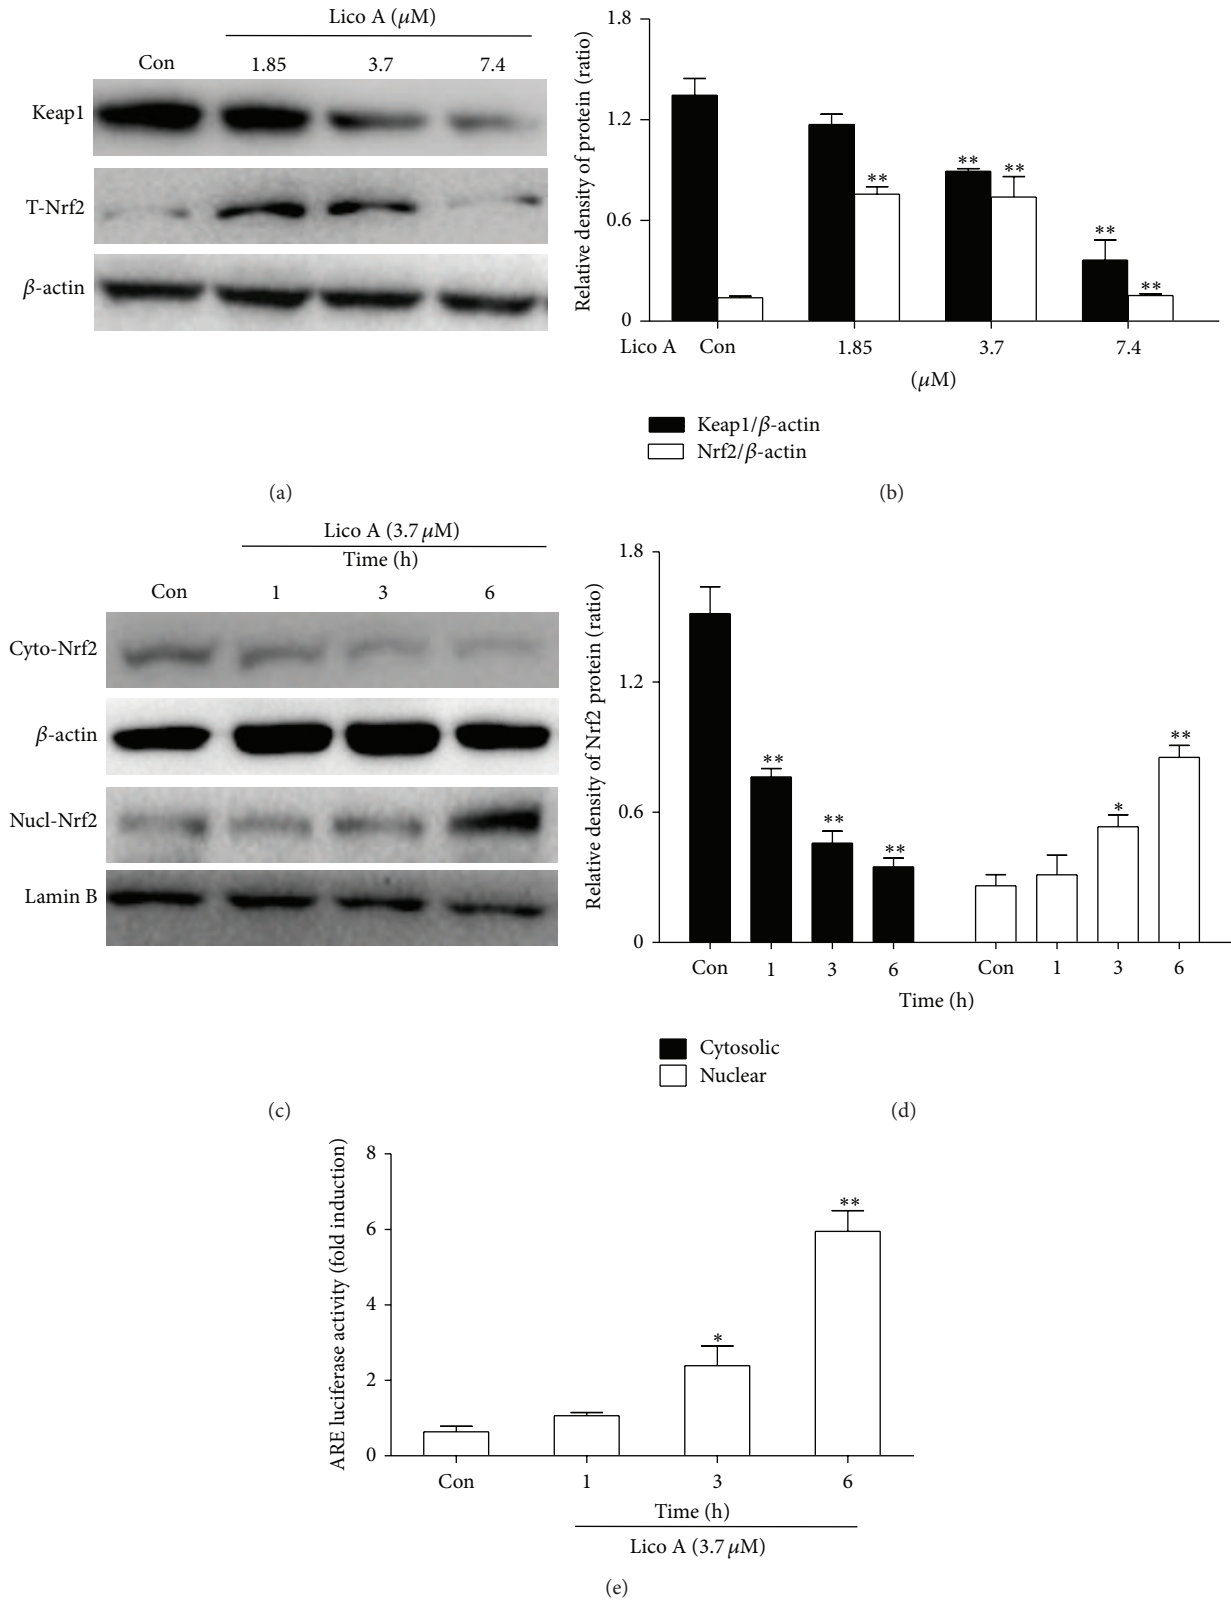 Lico A (μM)
Con 1.85 3.7 7.4
Keap1
T-Nrf2
β-actin
(a)
Relative density of protein (ratio)
1.8
1.2
0.6
0
** ** ** ** **
Lico A Con 1.85 3.7 7.4
(μM)
Keap1/β-actin
Nrf2/β-actin
(b)
Lico A (3.7 μM)
Time (h)
Con 1 3 6
Cyto-Nrf2
β-actin
Nucl-Nrf2
Lamin B
(c)
Relative density of Nrf2 protein (ratio)
1.8
1.2
0.6
0
** ** ** * **
Con 1 3 6 Con 1 3 6
Time (h)
Cytosolic
Nuclear
(d)
ARE luciferase activity (fold induction)
8
6
4
2
0
* **
Con 1 3 6
Time (h)
Lico A (3.7 μM)
(e)